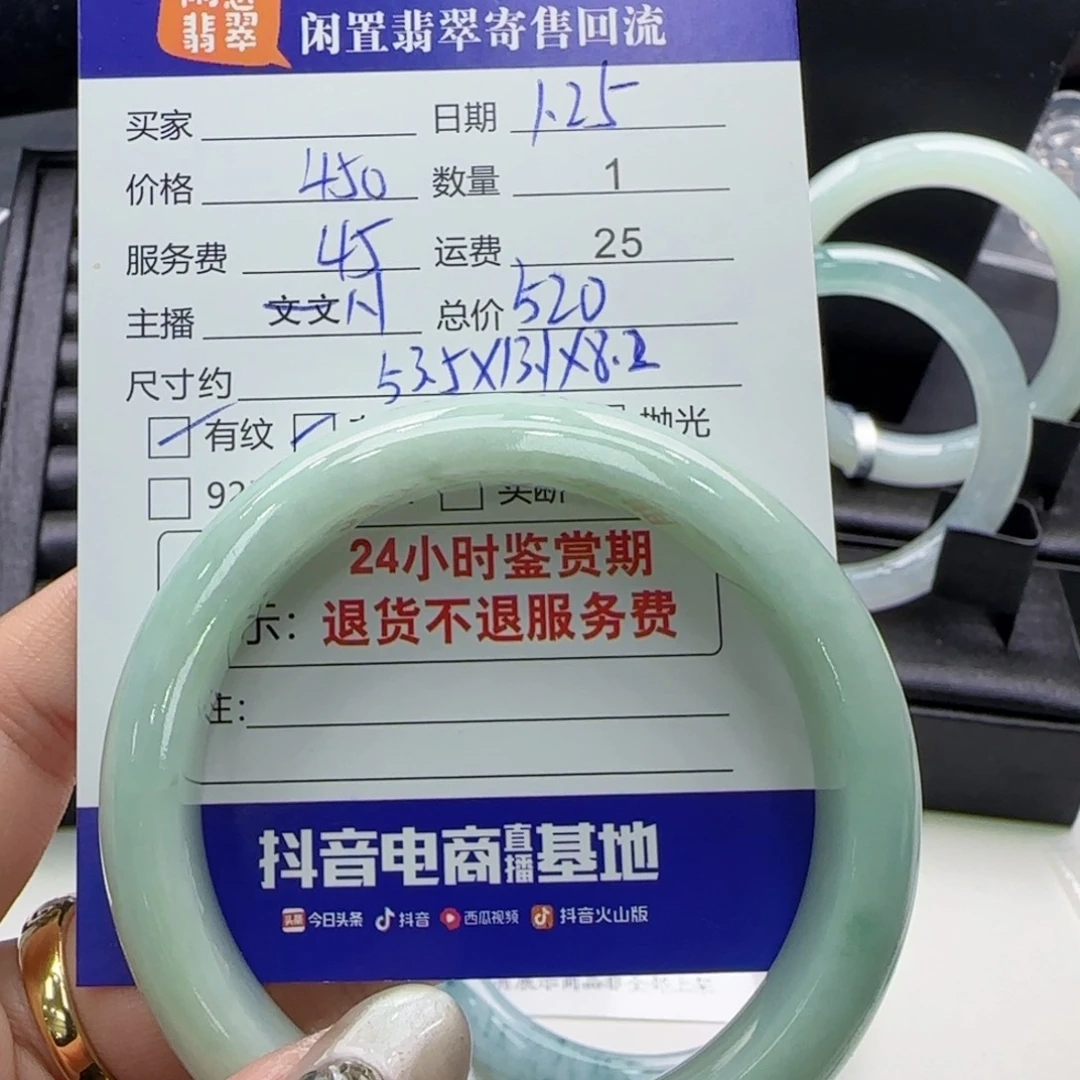 翡翠 闲置翡翠寄售回流
买家 日期 1.25
价格 450 数量 1
服务费 45 运费 25
主播 文文 总价 520
尺寸约 53.5X13.1X8.2
有纹 抛光
92 买断
24小时鉴赏期
示：退货不退服务费
注：
抖音电商直播基地
头条 今日头条 抖音 西瓜视频 抖音火山版